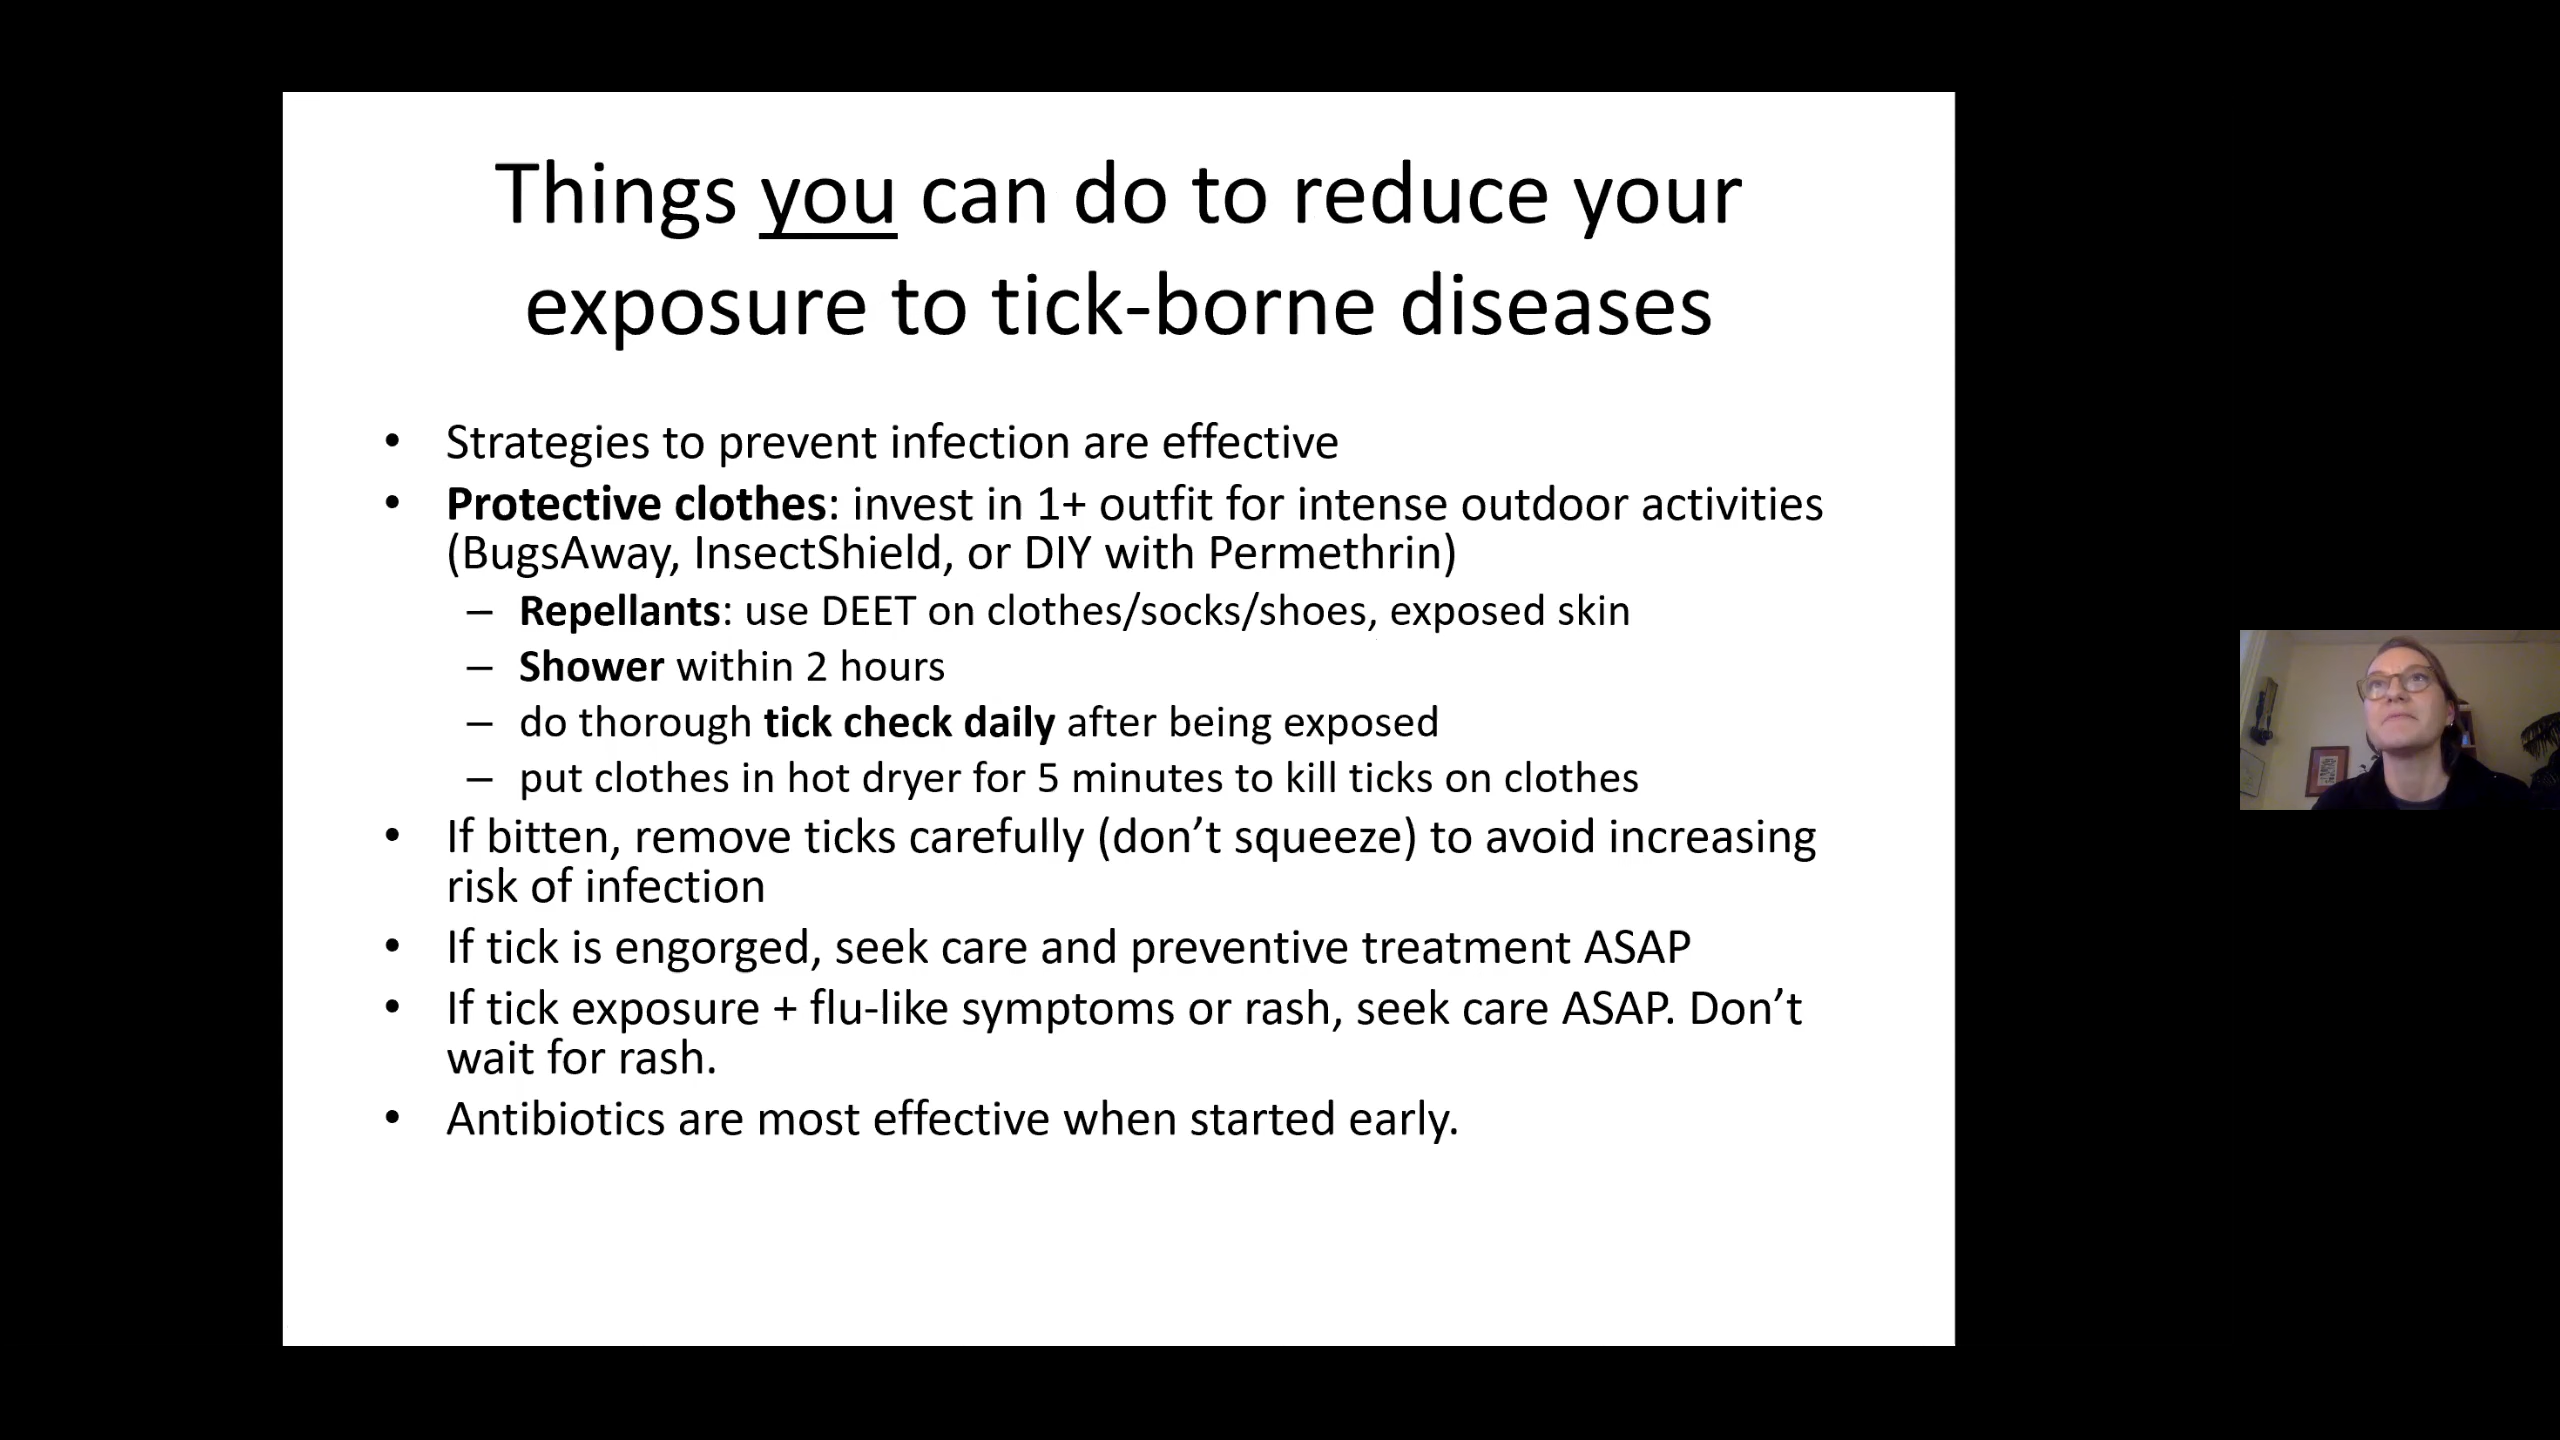 Things you can do to reduce your
exposure to tick-borne diseases
• Strategies to prevent infection are effective
• Protective clothes: invest in 1+ outfit for intense outdoor activities
(BugsAway, InsectShield, or DIY with Permethrin)
– Repellants: use DEET on clothes/socks/shoes, exposed skin
– Shower within 2 hours
– do thorough tick check daily after being exposed
– put clothes in hot dryer for 5 minutes to kill ticks on clothes
• If bitten, remove ticks carefully (don’t squeeze) to avoid increasing
risk of infection
• If tick is engorged, seek care and preventive treatment ASAP
• If tick exposure + flu-like symptoms or rash, seek care ASAP. Don’t
wait for rash.
• Antibiotics are most effective when started early.